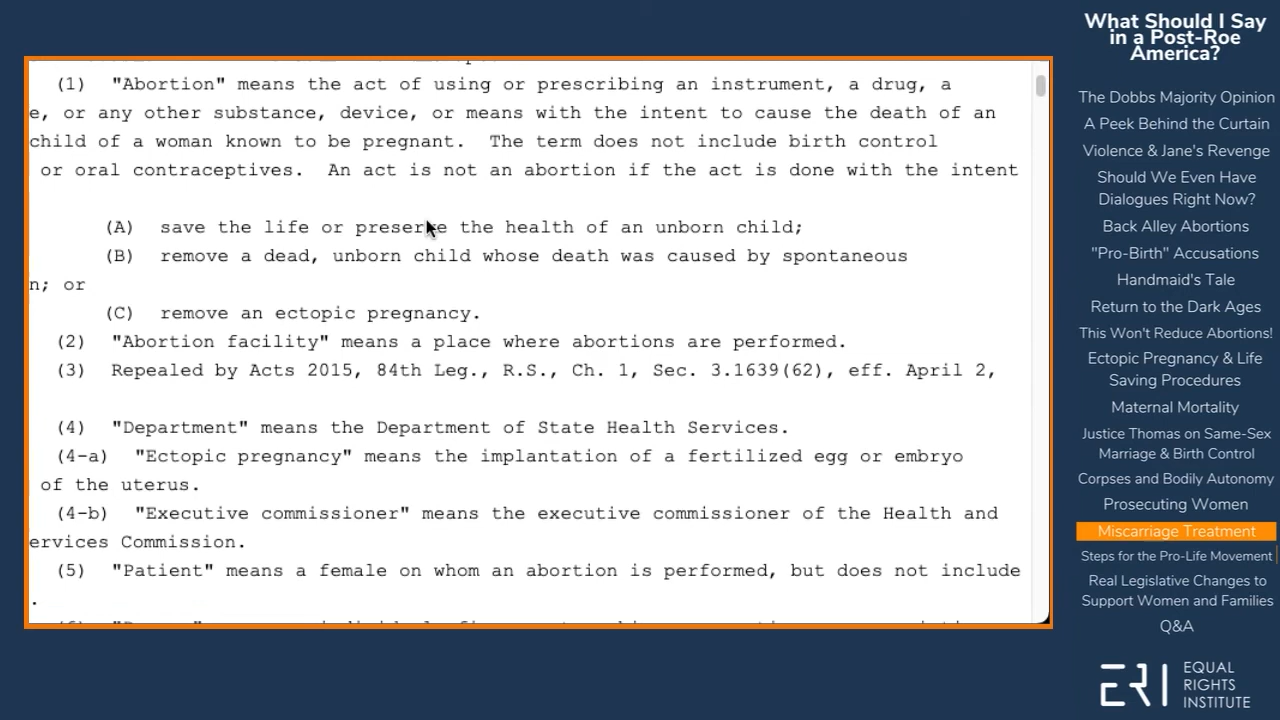 (1) "Abortion" means the act of using or prescribing an instrument, a drug, a
e, or any other substance, device, or means with the intent to cause the death of an
child of a woman known to be pregnant. The term does not include birth control
or oral contraceptives. An act is not an abortion if the act is done with the intent
(A) save the life or preserve the health of an unborn child;
(B) remove a dead, unborn child whose death was caused by spontaneous
n; or
(C) remove an ectopic pregnancy.
(2) "Abortion facility" means a place where abortions are performed.
(3) Repealed by Acts 2015, 84th Leg., R.S., Ch. 1, Sec. 3.1639(62), eff. April 2,
(4) "Department" means the Department of State Health Services.
(4-a) "Ectopic pregnancy" means the implantation of a fertilized egg or embryo
of the uterus.
(4-b) "Executive commissioner" means the executive commissioner of the Health and
ervices Commission.
(5) "Patient" means a female on whom an abortion is performed, but does not include
.
What Should I Say
in a Post-Roe
America?
The Dobbs Majority Opinion
A Peek Behind the Curtain
Violence & Jane's Revenge
Should We Even Have
Dialogues Right Now?
Back Alley Abortions
"Pro-Birth" Accusations
Handmaid's Tale
Return to the Dark Ages
This Won't Reduce Abortions!
Ectopic Pregnancy & Life
Saving Procedures
Maternal Mortality
Justice Thomas on Same-Sex
Marriage & Birth Control
Corpses and Bodily Autonomy
Prosecuting Women
Miscarriage Treatment
Steps for the Pro-Life Movement
Real Legislative Changes to
Support Women and Families
Q&A
ERI
EQUAL
RIGHTS
INSTITUTE